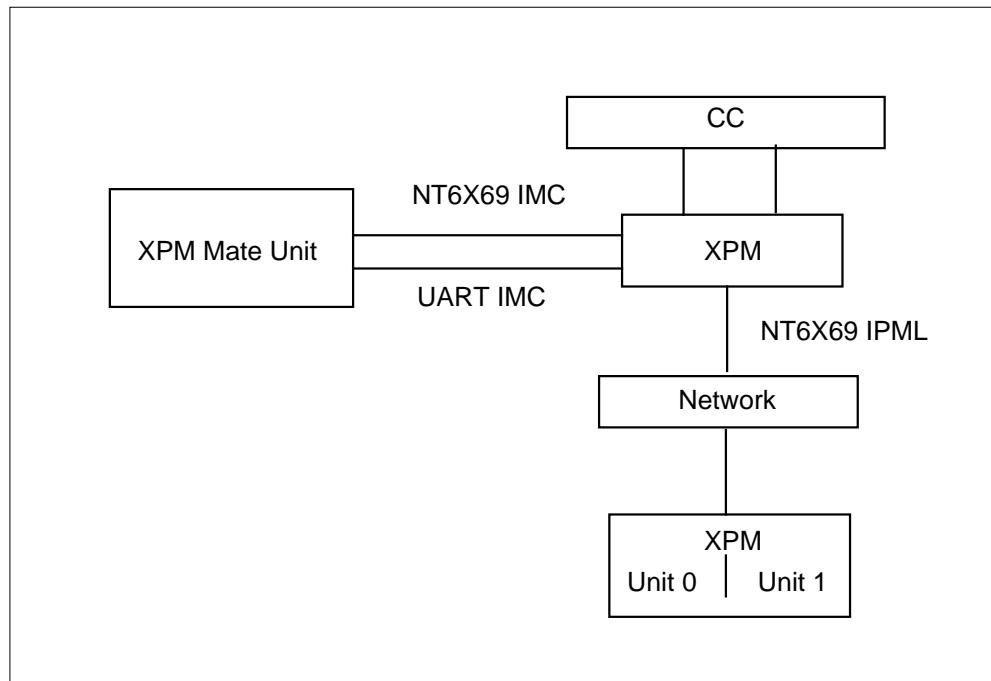 CC
NT6X69 IMC
XPM Mate Unit
XPM
UART IMC
NT6X69 IPML
Network
XPM
Unit 0
Unit 1